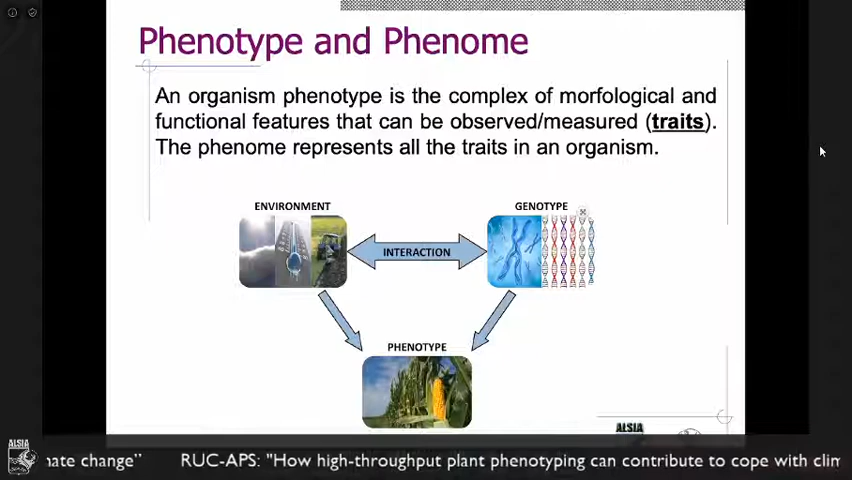 Phenotype and Phenome
An organism phenotype is the complex of morfological and
functional features that can be observed/measured (traits).
The phenome represents all the traits in an organism.
ENVIRONMENT
GENOTYPE
INTERACTION
PHENOTYPE
ALSIA
ALSIA
nate change” RUC-APS: "How high-throughput plant phenotyping can contribute to cope with clim